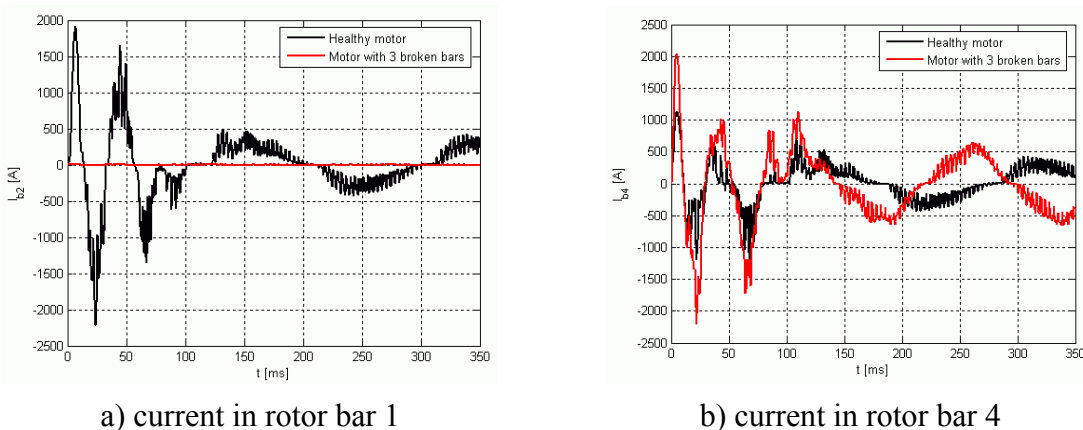 2000
1500
1000
500
0
-500
-1000
-1500
-2000
-2500
I_b2 [A]
0 50 100 150 200 250 300 350
t [ms]
Healthy motor
Motor with 3 broken bars
a) current in rotor bar 1
2500
2000
1500
1000
500
0
-500
-1000
-1500
-2000
-2500
I_b4 [A]
0 50 100 150 200 250 300 350
t [ms]
Healthy motor
Motor with 3 broken bars
b) current in rotor bar 4